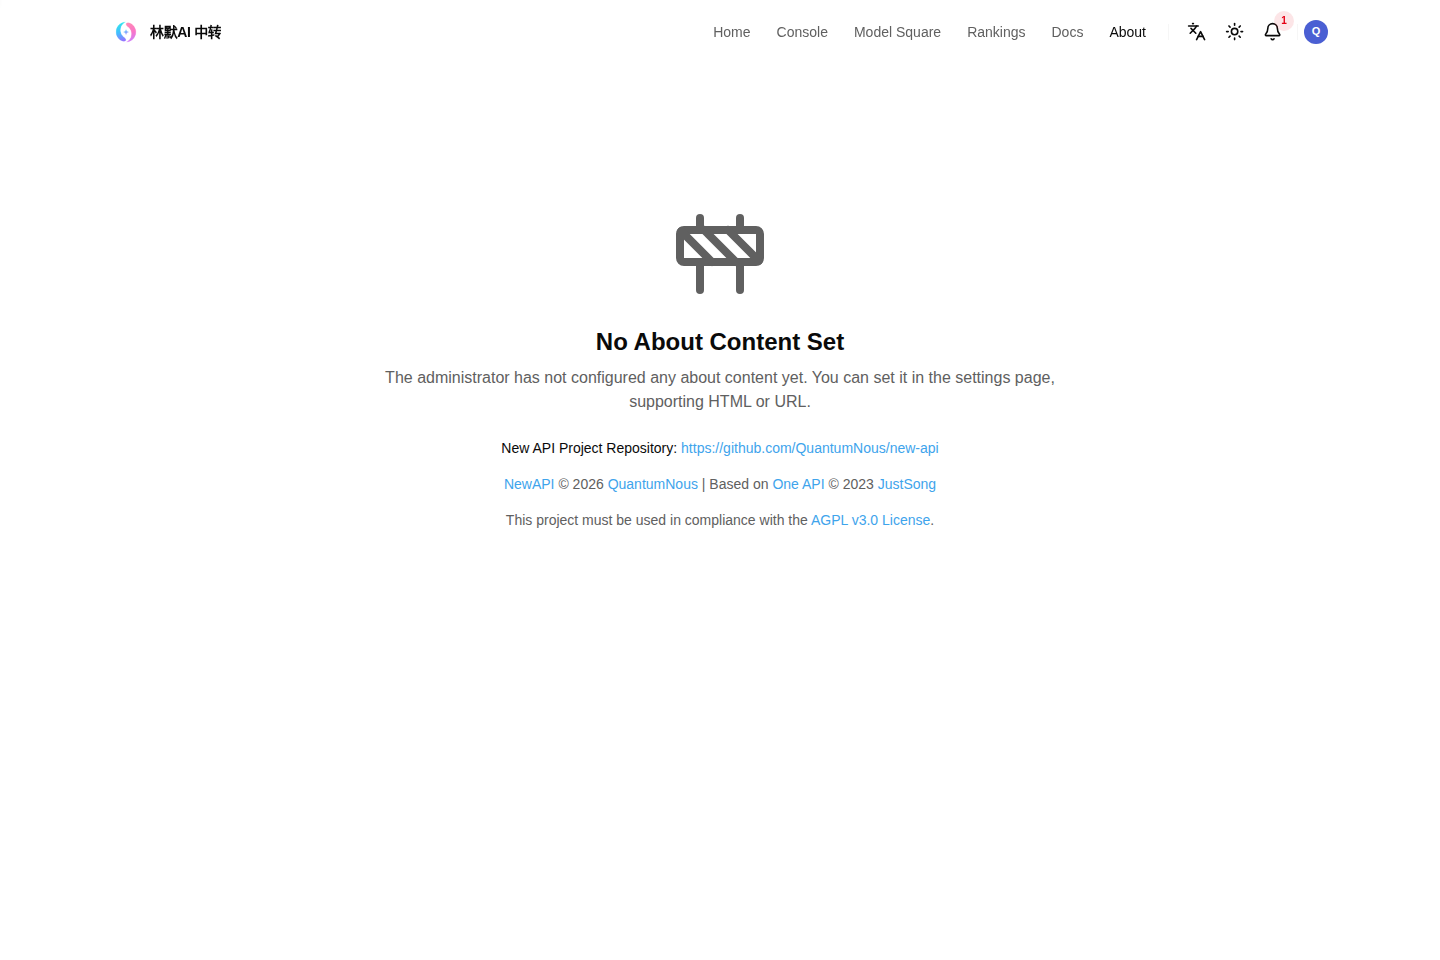 林默AI 中转
Home Console Model Square Rankings Docs About 1 Q
No About Content Set
The administrator has not configured any about content yet. You can set it in the settings page,
supporting HTML or URL.
New API Project Repository: https://github.com/QuantumNous/new-api
NewAPI © 2026 QuantumNous | Based on One API © 2023 JustSong
This project must be used in compliance with the AGPL v3.0 License.